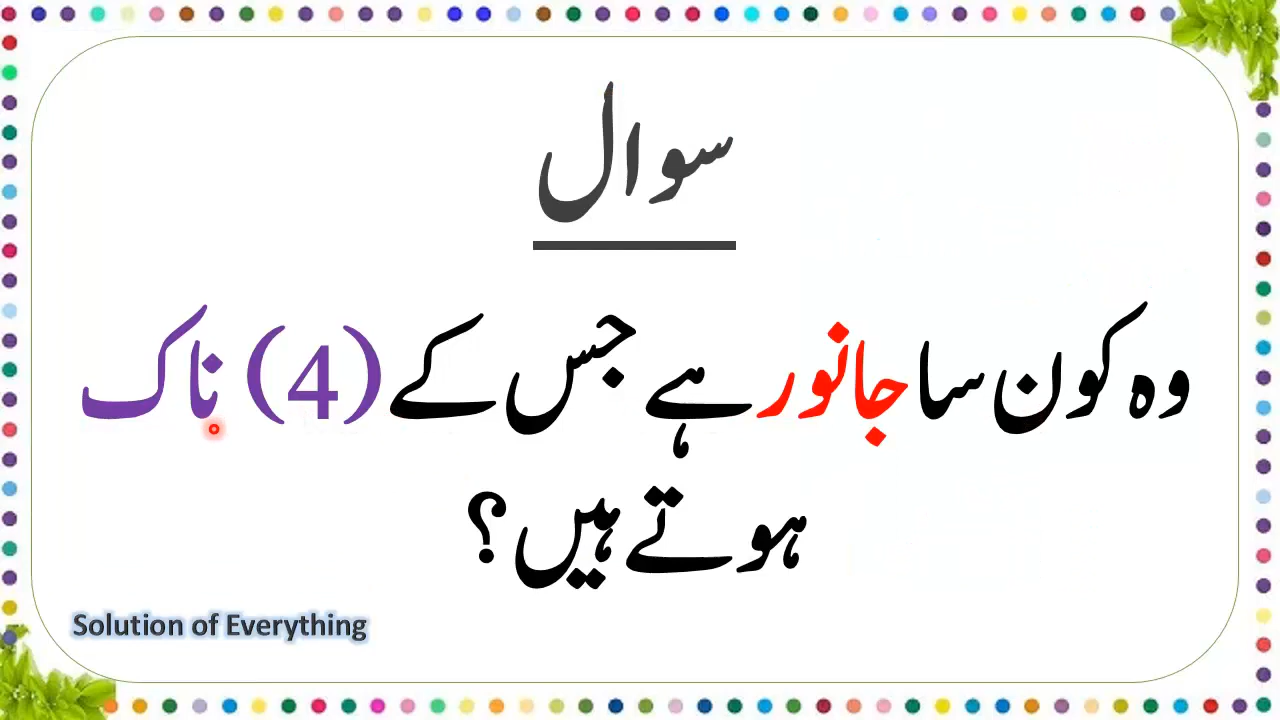 سوال
وہ کون سا جانور ہے جس کے (4) ناک
ہوتے ہیں؟
Solution of Everything